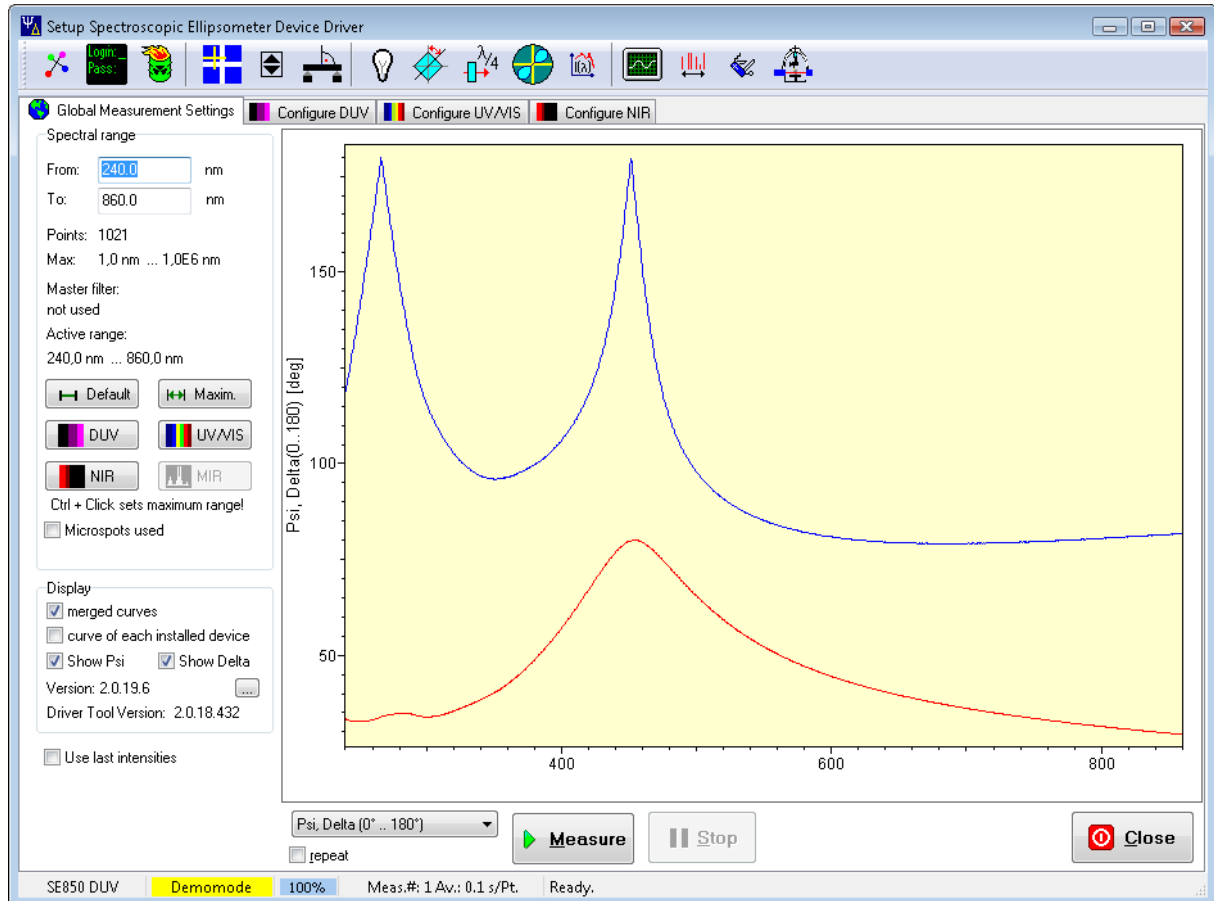 Setup Spectroscopic Ellipsometer Device Driver
Login:_
Pass:
λ/4
I(λ)
Global Measurement Settings
Configure DUV
Configure UV/VIS
Configure NIR
Spectral range
From: 240.0 nm
To: 860.0 nm
Points: 1021
Max: 1,0 nm ... 1,0E6 nm
Master filter:
not used
Active range:
240,0 nm ... 860,0 nm
Default
Maxim.
DUV
UV/VIS
NIR
MIR
Ctrl + Click sets maximum range!
Microspots used
Display
merged curves
curve of each installed device
Show Psi
Show Delta
Version: 2.0.19.6
...
Driver Tool Version: 2.0.18.432
Use last intensities
Psi, Delta(0..180) [deg]
150
100
50
400
600
800
Psi, Delta (0° .. 180°)
repeat
Measure
Stop
Close
SE850 DUV
Demomode
100%
Meas.#: 1 Av.: 0.1 s/Pt.
Ready.